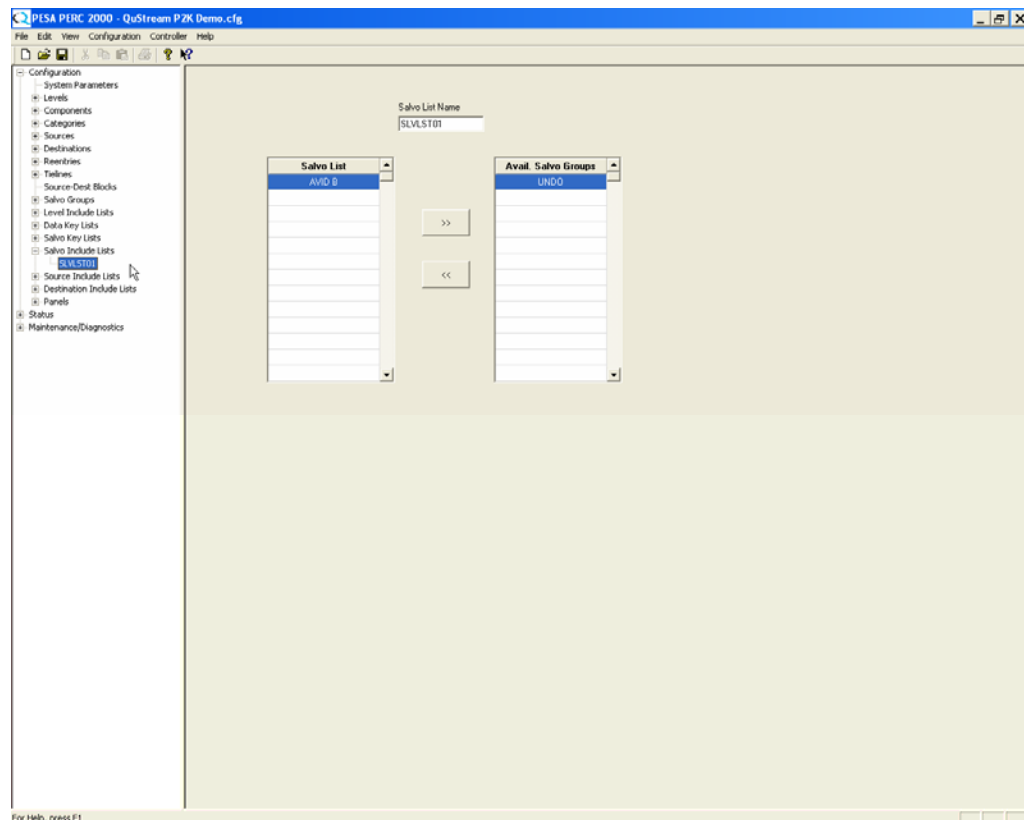 PESA PERC 2000 - QuStream P2K Demo.cfg
File Edit View Configuration Controller Help
Configuration
System Parameters
Levels
Components
Categories
Sources
Destinations
Reentries
Tielines
Source-Dest Blocks
Salvo Groups
Level Include Lists
Data Key Lists
Salvo Key Lists
Salvo Include Lists
SLVLST01
Source Include Lists
Destination Include Lists
Panels
Status
Maintenance/Diagnostics
Salvo List Name
SLVLST01
Salvo List
AVID B
>>
<<
Avail. Salvo Groups
UNDO
For Help, press F1